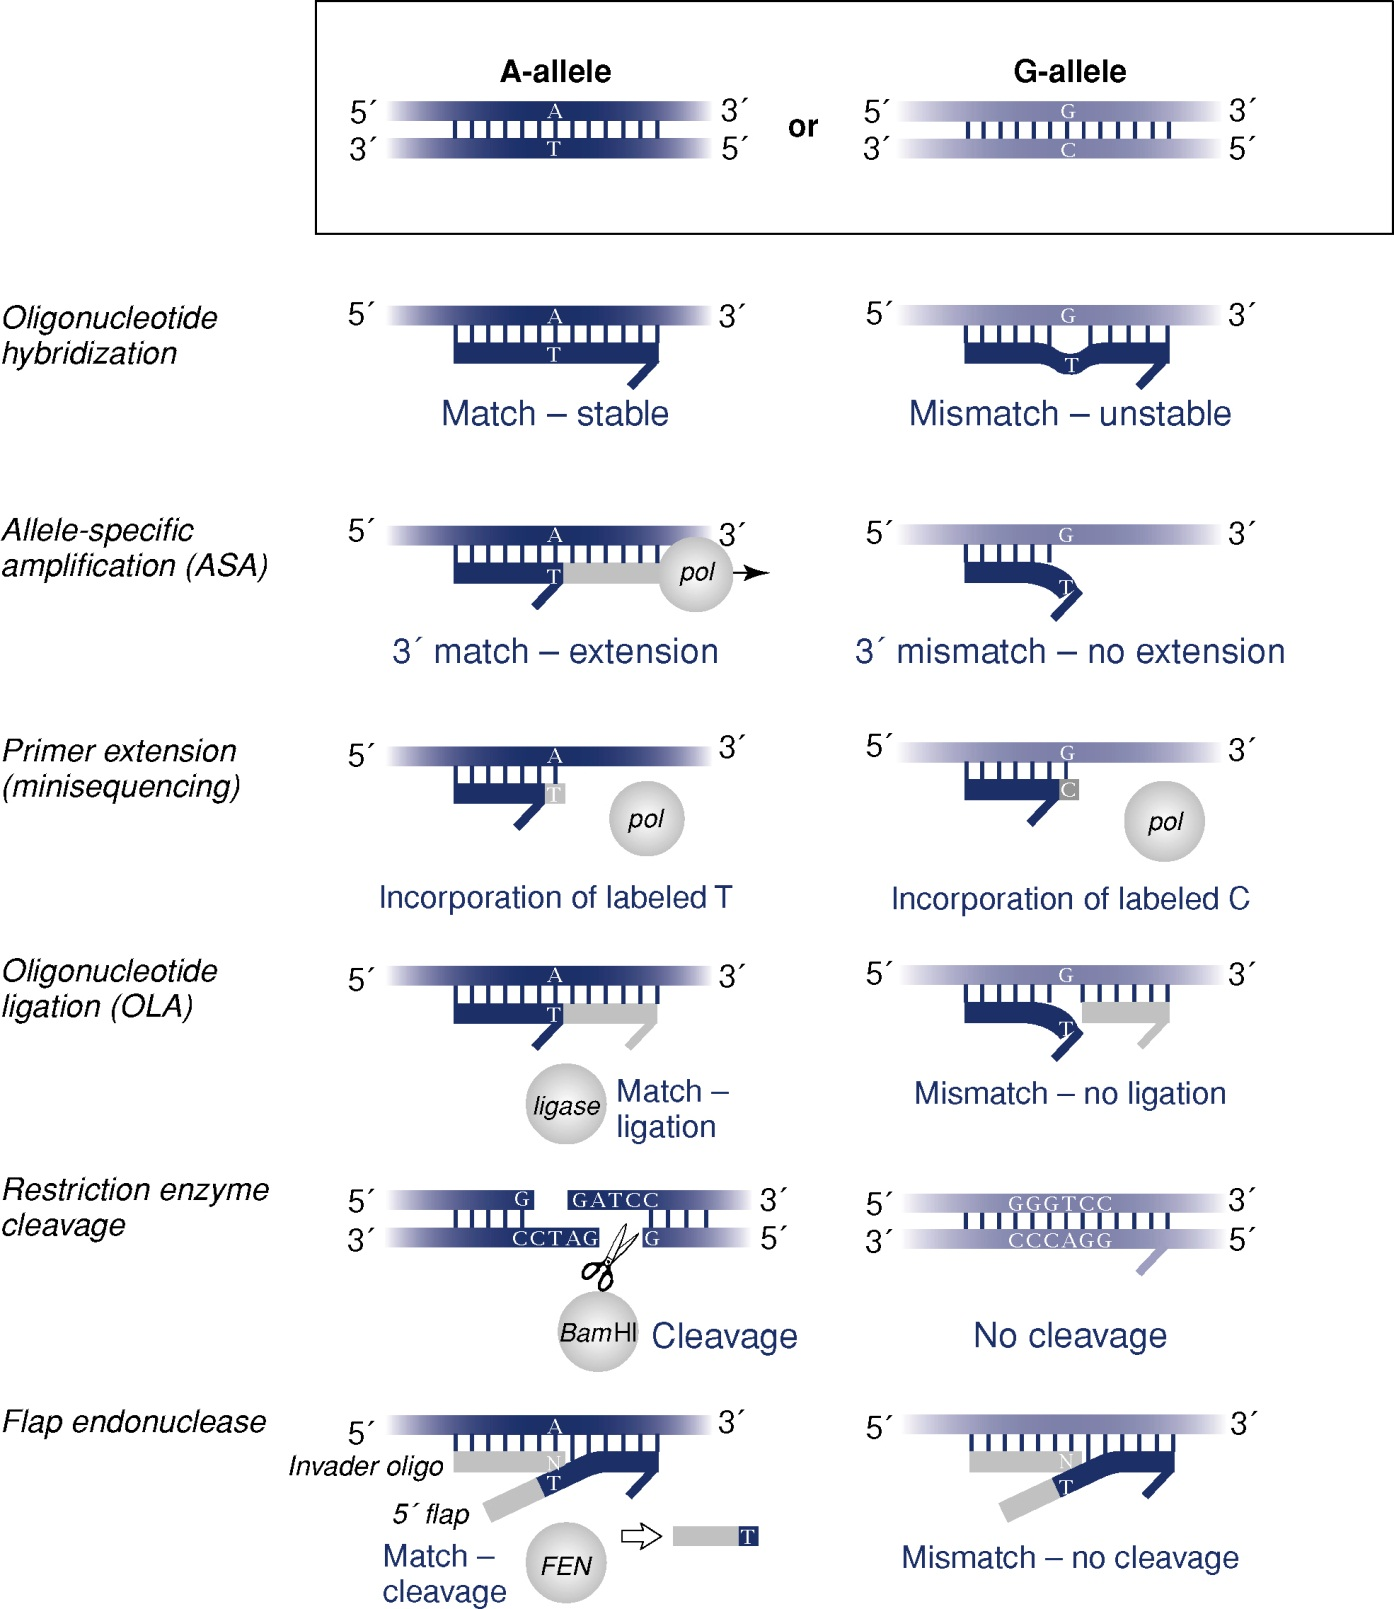 A-allele
G-allele
5´ A 3´
or
5´ G 3´
3´ T 5´
3´ C 5´
Oligonucleotide
hybridization
5´ A 3´
T
Match – stable
5´ G 3´
T
Mismatch – unstable
Allele-specific
amplification (ASA)
5´ A 3´
T pol
3´ match – extension
5´ G 3´
T
3´ mismatch – no extension
Primer extension
(minisequencing)
5´ A 3´
T
pol
Incorporation of labeled T
5´ G 3´
C
pol
Incorporation of labeled C
Oligonucleotide
ligation (OLA)
5´ A 3´
T
ligase
Match –
ligation
5´ G 3´
T
Mismatch – no ligation
Restriction enzyme
cleavage
5´ G GATCC 3´
3´ CCTAG G 5´
BamHI
Cleavage
5´ GGGTCC 3´
3´ CCCAGG 5´
No cleavage
Flap endonuclease
5´ A 3´
Invader oligo
N
T
5´ flap
T
Match –
cleavage
FEN
5´ 3´
N
T
Mismatch – no cleavage